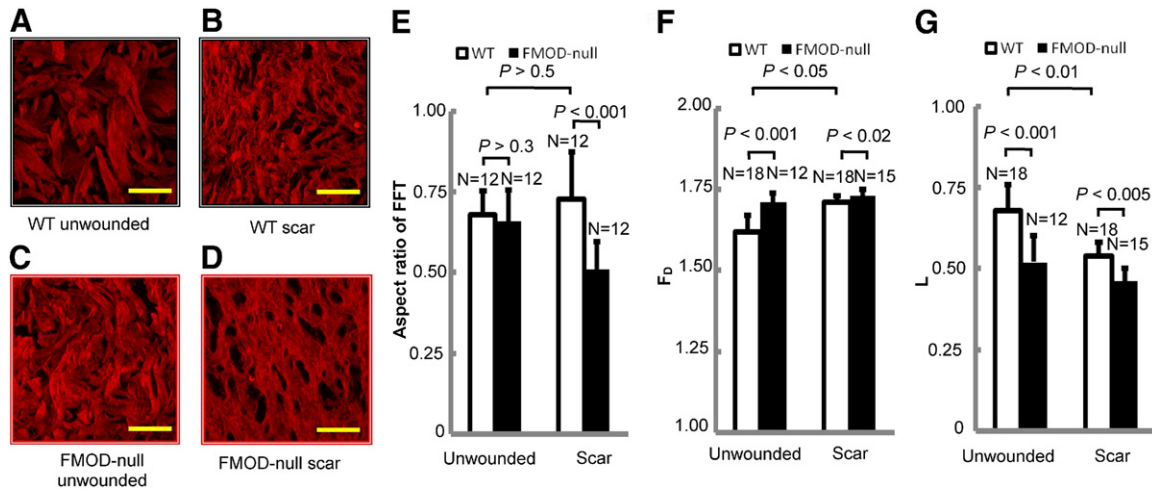 A
WT unwounded
B
WT scar
C
FMOD-null
unwounded
D
FMOD-null scar
E
WT FMOD-null
P > 0.5
P < 0.001
P > 0.3
N=12
N=12 N=12
N=12
Aspect ratio of FFT
1.00
0.75
0.50
0.25
0
Unwounded Scar
F
WT FMOD-null
P < 0.05
P < 0.001 P < 0.02
N=18 N=12 N=18 N=15
FD
2.00
1.75
1.50
1.25
1.00
Unwounded Scar
G
WT FMOD-null
P < 0.01
P < 0.001
N=18
P < 0.005
N=12 N=18
N=15
L
1.00
0.75
0.50
0.25
0
Unwounded Scar